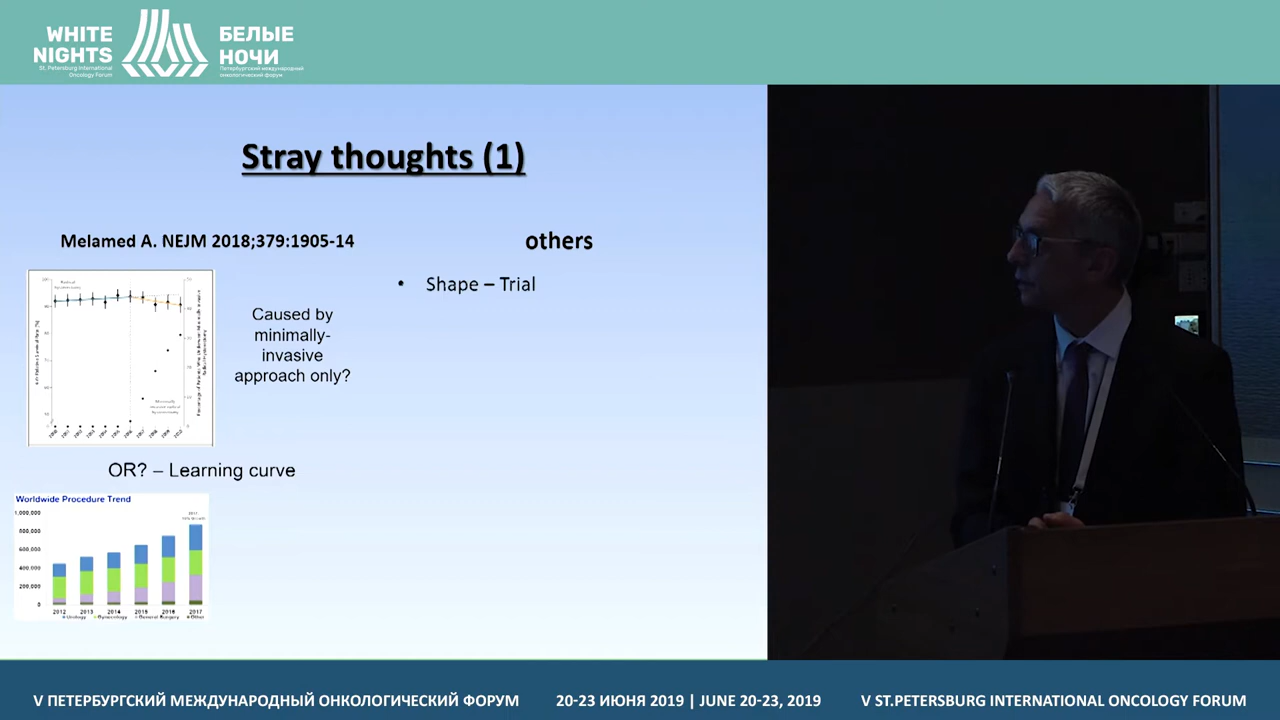 WHITE
NIGHTS
St. Petersburg International
Oncology Forum
БЕЛЫЕ
НОЧИ
Петербургский международный
онкологический форум
Stray thoughts (1)
Melamed A. NEJM 2018;379:1905-14
others
• Shape – Trial
Caused by
minimally-
invasive
approach only?
OR? – Learning curve
Worldwide Procedure Trend
1,000,000
800,000
600,000
400,000
200,000
0
2012 2013 2014 2015 2016 2017
Urology Gynecology General Surgery Other
V ПЕТЕРБУРГСКИЙ МЕЖДУНАРОДНЫЙ ОНКОЛОГИЧЕСКИЙ ФОРУМ
20-23 ИЮНЯ 2019 | JUNE 20-23, 2019
V ST.PETERSBURG INTERNATIONAL ONCOLOGY FORUM